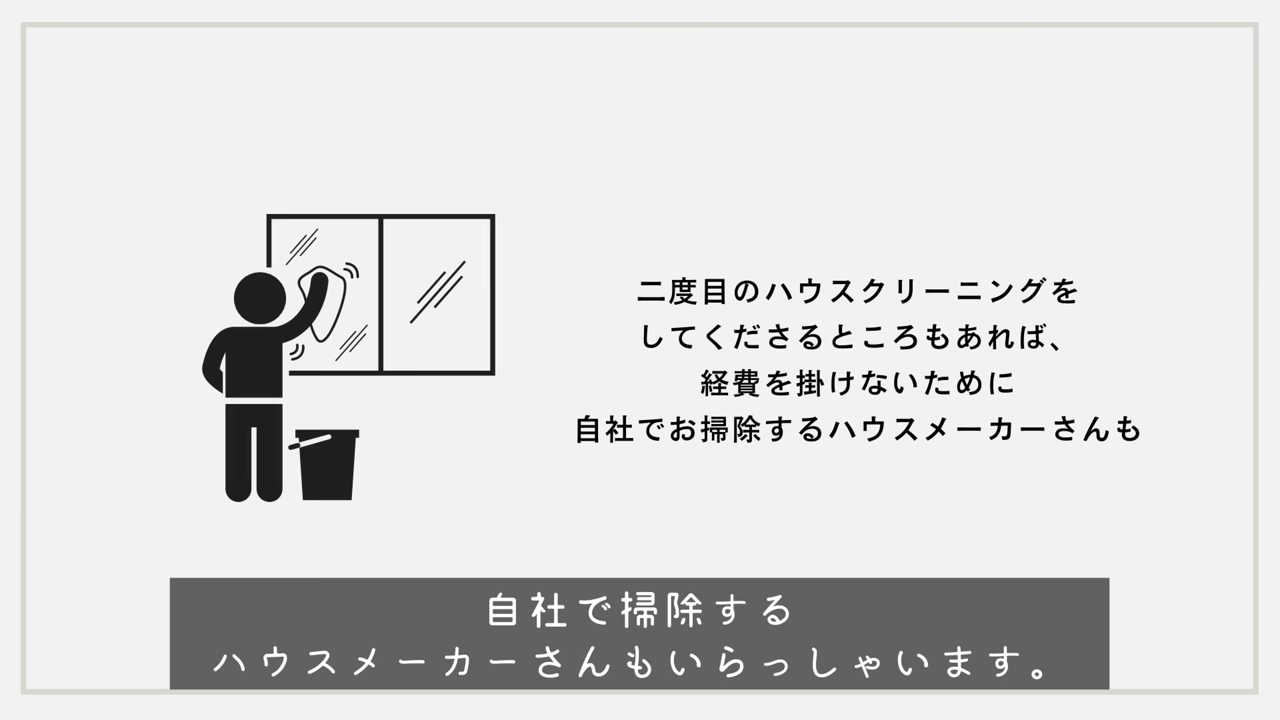 二度目のハウスクリーニングを
してくださるところもあれば、
経費を掛けないために
自社でお掃除するハウスメーカーさんも
自社で掃除する
ハウスメーカーさんもいらっしゃいます。